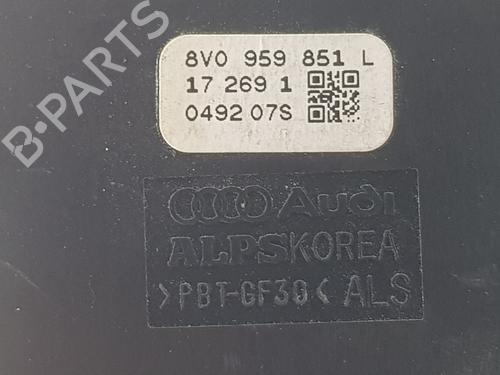 8V0 959 851 L
17 269 1
0492 07S
Audi
ALPSKOREA
>PBT-GF30< ALS
B-PARTS